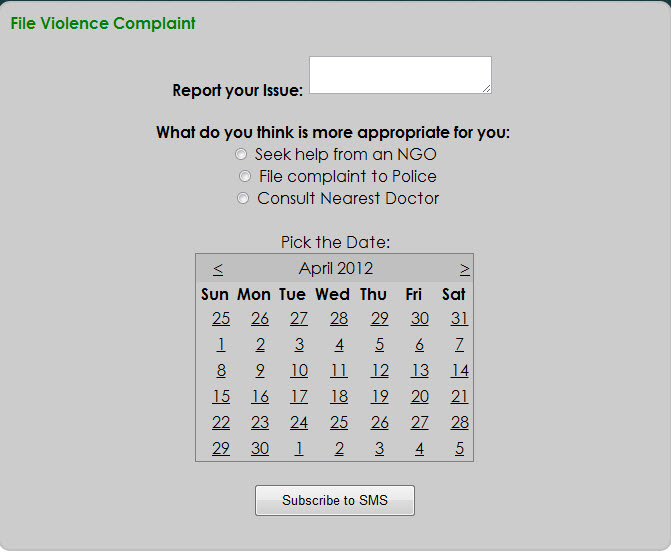 File Violence Complaint
Report your Issue:
What do you think is more appropriate for you:
Seek help from an NGO
File complaint to Police
Consult Nearest Doctor
Pick the Date:
< April 2012 >
Sun Mon Tue Wed Thu Fri Sat
25 26 27 28 29 30 31
1 2 3 4 5 6 7
8 9 10 11 12 13 14
15 16 17 18 19 20 21
22 23 24 25 26 27 28
29 30 1 2 3 4 5
Subscribe to SMS